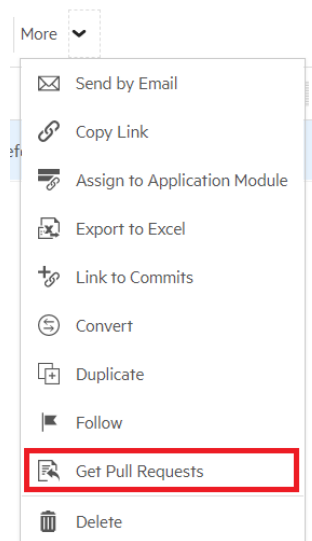 More
Send by Email
Copy Link
Assign to Application Module
Export to Excel
Link to Commits
Convert
Duplicate
Follow
Get Pull Requests
Delete